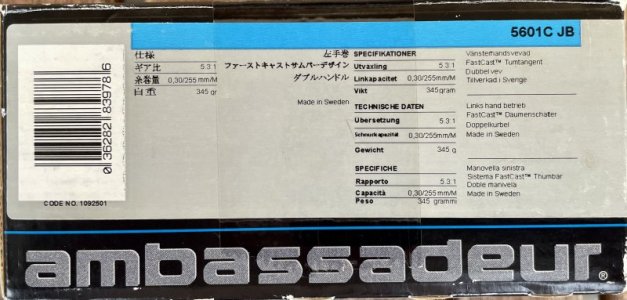 5601C JB
0 36282 83978 6
CODE NO. 1092501
仕様
ギア比 5.3:1
糸巻量 0,30/255mm/M
自重 345 gr
左手巻
ファーストキャストサムバーデザイン
ダブルハンドル
Made in Sweden
SPECIFIKATIONER
Utväxling 5.3:1
Linkapacitet 0,30/255mm/M
Vikt 345gram
Vänsterhandsvevad
FastCast™ Tumtangent
Dubbel vev
Tillverkad i Sverige
TECHNISCHE DATEN
Übersetzung 5.3:1
Schnurkapazität 0,30/255mm/M
Gewicht 345 g
Links hand betrieb
FastCast™ Daumenschalter
Doppelkurbel
Made in Sweden
SPECIFICHE
Rapporto 5.3:1
Capacità 0,30/255 mm/M
Peso 345 grammi
Manovella sinistra
Sistema FastCast™ Thumbar
Doble manivela
Made in Sweden
ambassadeur®